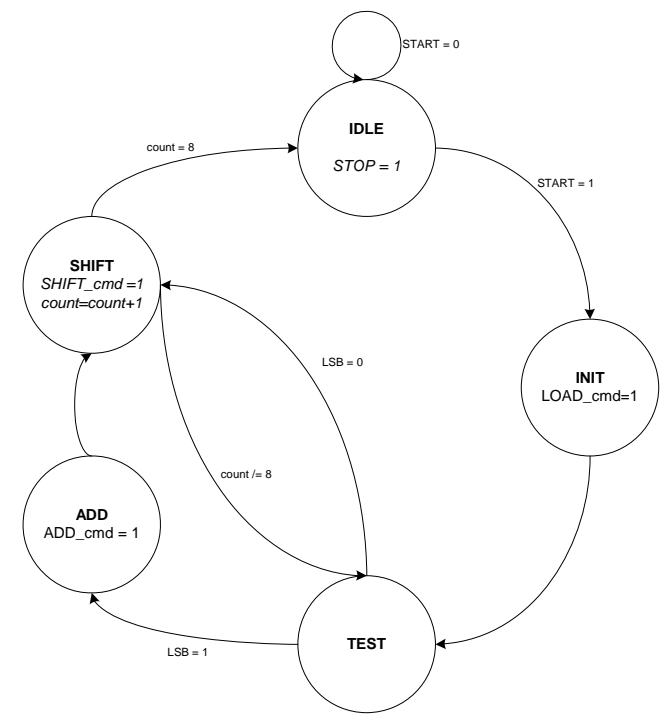 START = 0
IDLE
STOP = 1
count = 8
START = 1
SHIFT
SHIFT_cmd =1
count=count+1
LSB = 0
INIT
LOAD_cmd=1
count /= 8
ADD
ADD_cmd = 1
TEST
LSB = 1